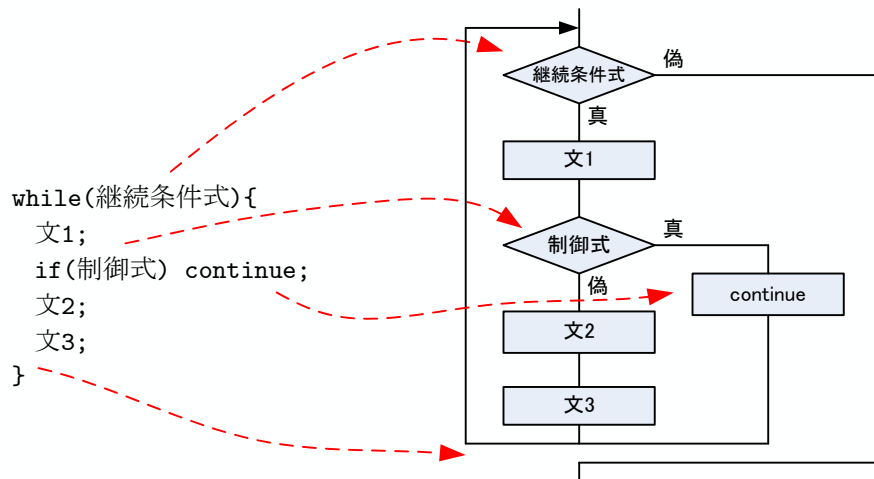 while(継続条件式){
文1;
if(制御式) continue;
文2;
文3;
}
継続条件式
偽
真
文1
制御式
真
偽
continue
文2
文3